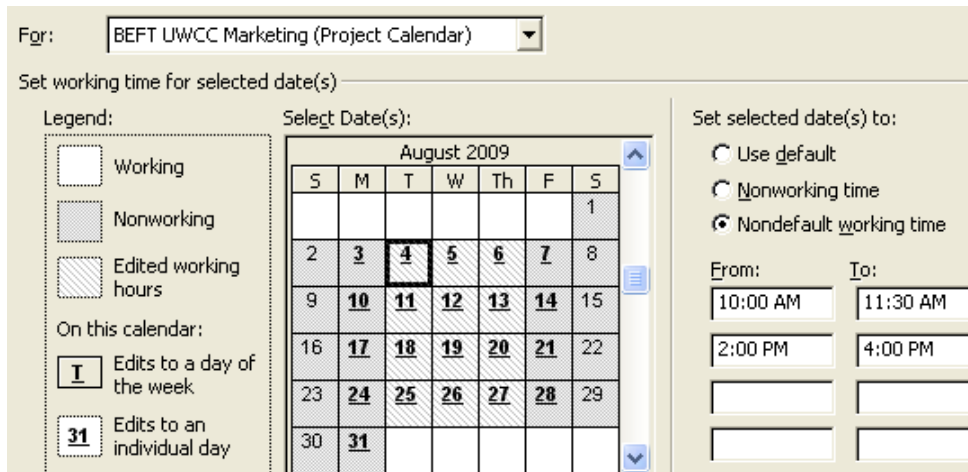 For: BEFT UWCC Marketing (Project Calendar)
Set working time for selected date(s)
Legend:
Working
Nonworking
Edited working
hours
On this calendar:
T Edits to a day of
the week
31 Edits to an
individual day
Select Date(s):
August 2009
S M T W Th F S
1
2 3 4 5 6 7 8
9 10 11 12 13 14 15
16 17 18 19 20 21 22
23 24 25 26 27 28 29
30 31
Set selected date(s) to:
Use default
Nonworking time
Nondefault working time
From: To:
10:00 AM 11:30 AM
2:00 PM 4:00 PM